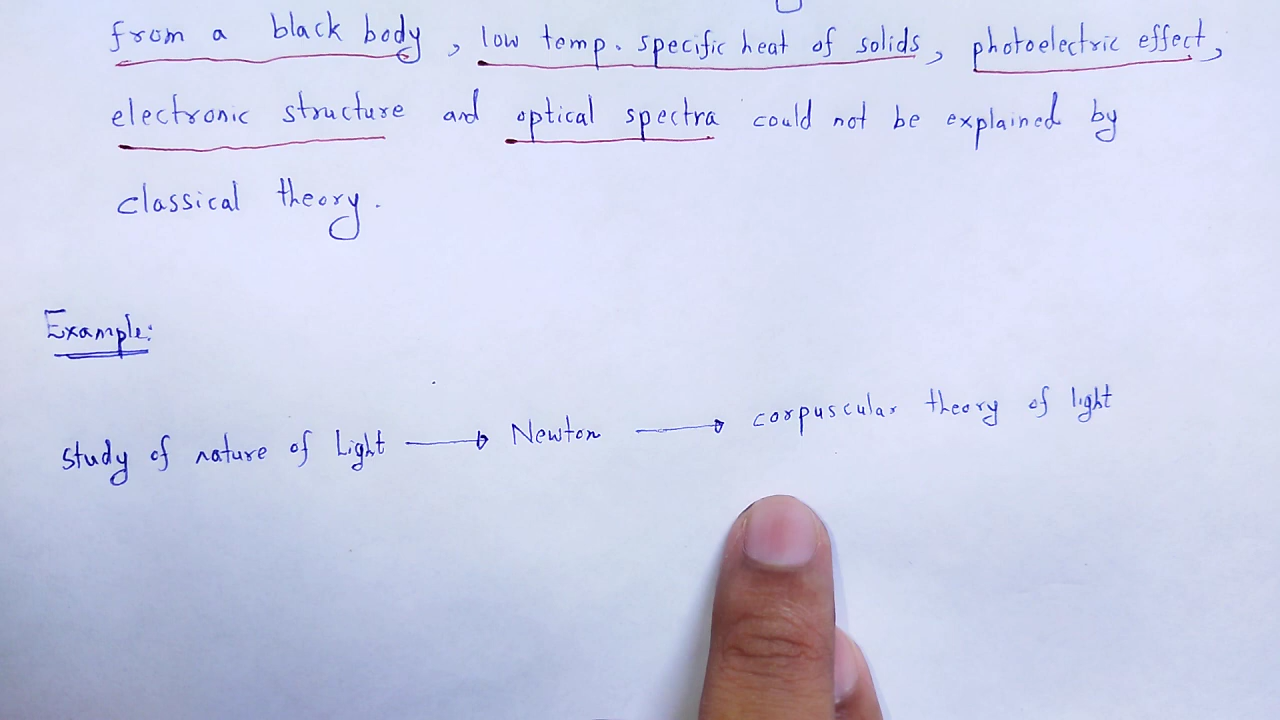 from a black body, low temp. specific heat of solids, photoelectric effect,
electronic structure and optical spectra could not be explained by
classical theory.
Example:
study of nature of Light → Newton → corpuscular theory of light